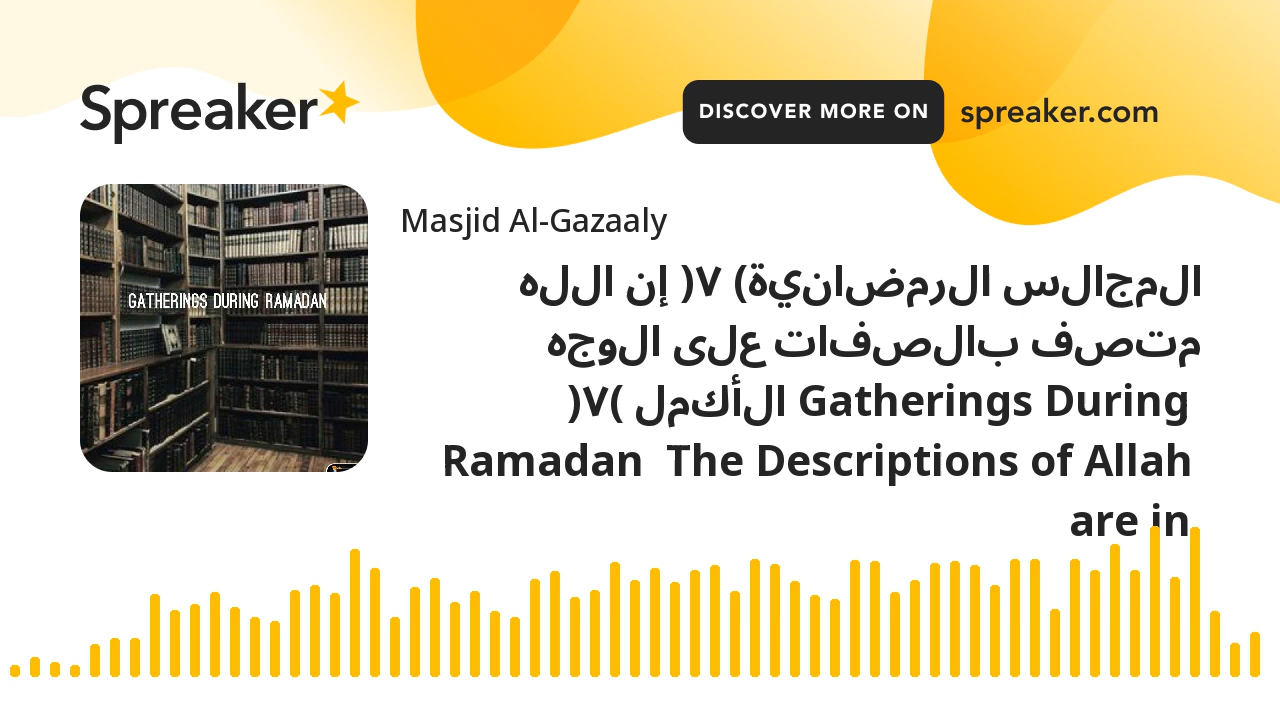 Spreaker
DISCOVER MORE ON spreaker.com
GATHERINGS DURING RAMADAN
Masjid Al-Gazaaly
المجالس الرمضانية) ٧( إن الله
متصف بالصفات على الوجه
الأكمل )٧( Gatherings During
Ramadan The Descriptions of Allah
are in